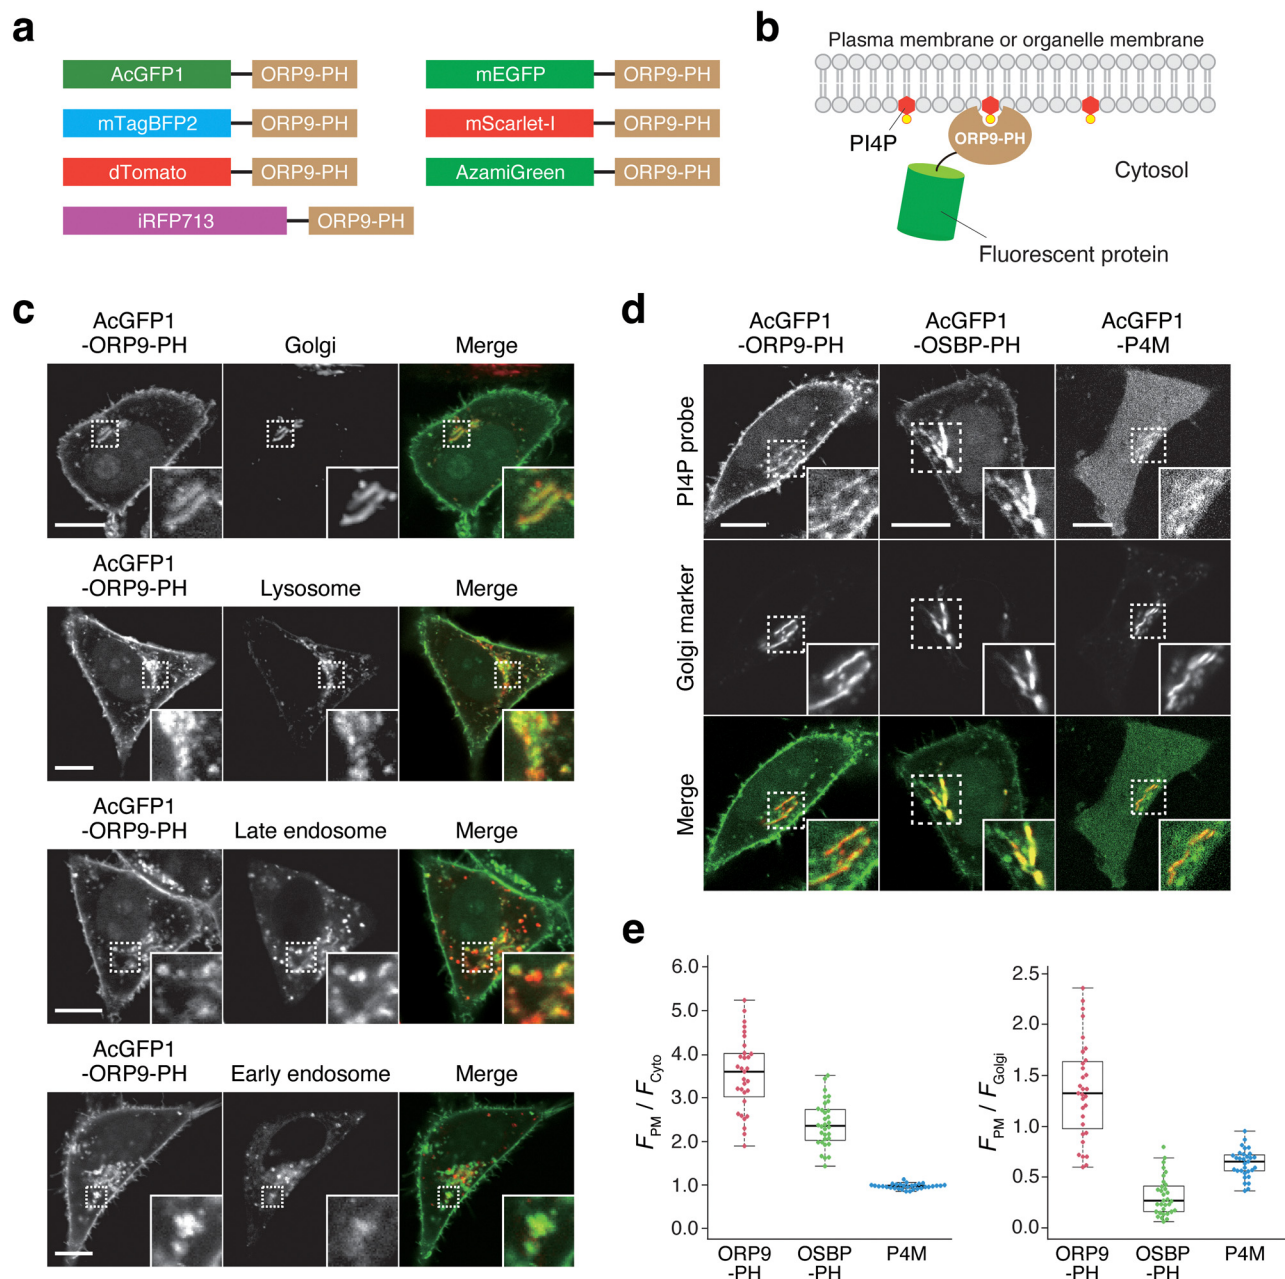 a
AcGFP1 ORP9-PH
mEGFP ORP9-PH
mTagBFP2 ORP9-PH
mScarlet-I ORP9-PH
dTomato ORP9-PH
AzamiGreen ORP9-PH
iRFP713 ORP9-PH
b
Plasma membrane or organelle membrane
PI4P
ORP9-PH
Cytosol
Fluorescent protein
c
AcGFP1
-ORP9-PH Golgi Merge
AcGFP1
-ORP9-PH Lysosome Merge
AcGFP1
-ORP9-PH Late endosome Merge
AcGFP1
-ORP9-PH Early endosome Merge
d
AcGFP1
-ORP9-PH
AcGFP1
-OSBP-PH
AcGFP1
-P4M
PI4P probe
Golgi marker
Merge
e
FPM / FCyto
6.0
5.0
4.0
3.0
2.0
1.0
0.0
ORP9
-PH
OSBP
-PH
P4M
FPM / FGolgi
2.5
2.0
1.5
1.0
0.5
0.0
ORP9
-PH
OSBP
-PH
P4M